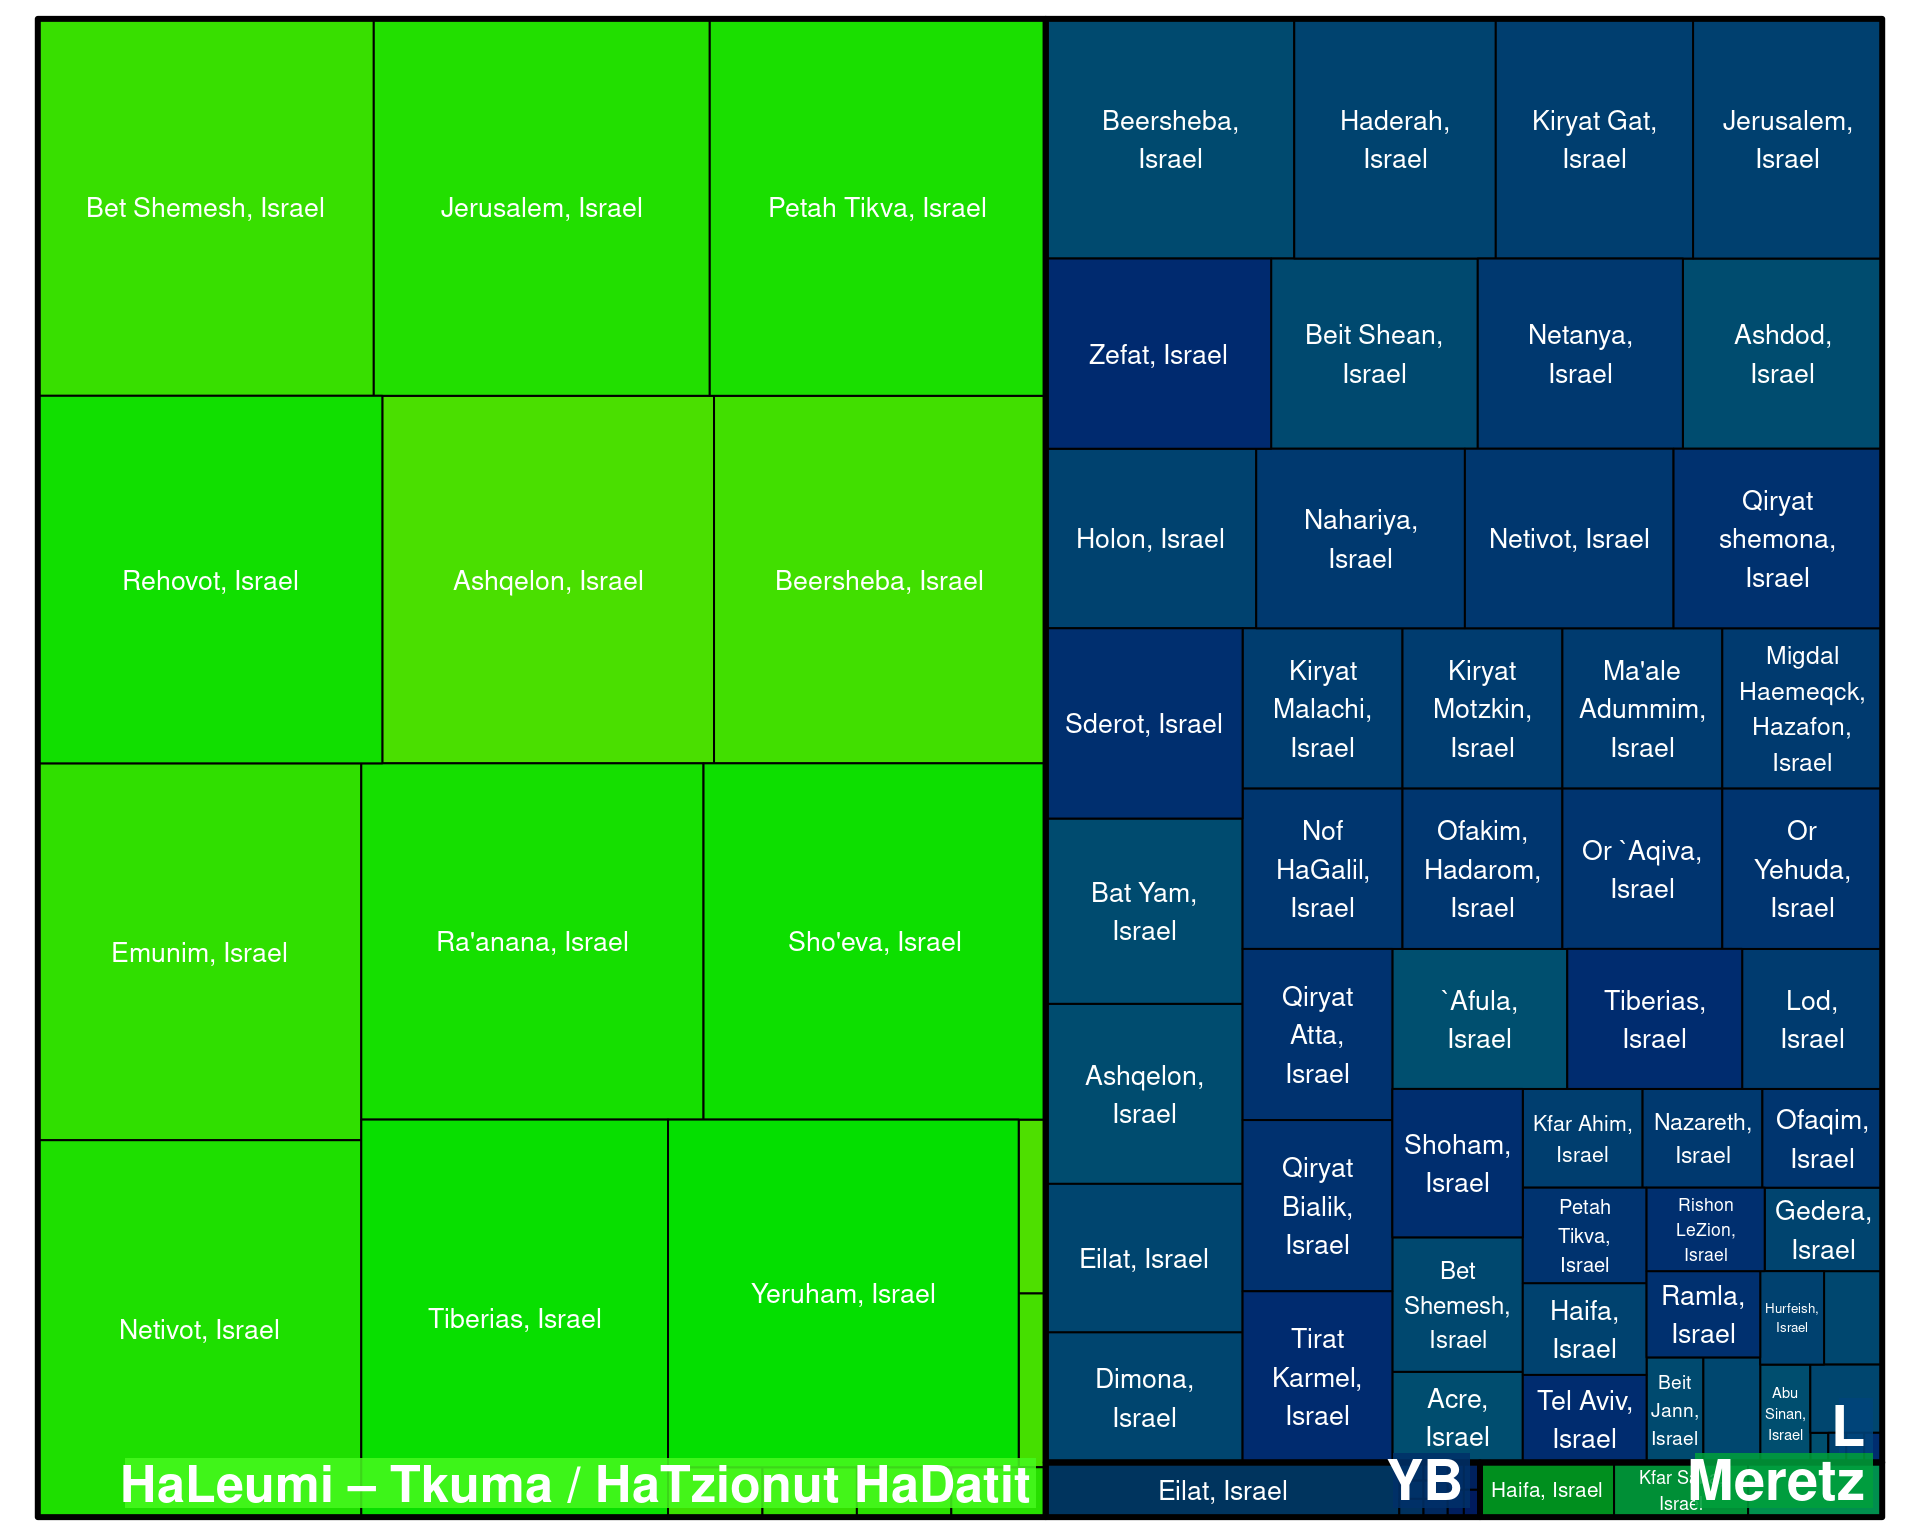 Bet Shemesh, Israel
Jerusalem, Israel
Petah Tikva, Israel
Rehovot, Israel
Ashqelon, Israel
Beersheba, Israel
Emunim, Israel
Ra'anana, Israel
Sho'eva, Israel
Netivot, Israel
Tiberias, Israel
Yeruham, Israel
HaLeumi – Tkuma / HaTzionut HaDatit
Beersheba,
Israel
Haderah,
Israel
Kiryat Gat,
Israel
Jerusalem,
Israel
Zefat, Israel
Beit Shean,
Israel
Netanya,
Israel
Ashdod,
Israel
Holon, Israel
Nahariya,
Israel
Netivot, Israel
Qiryat
shemona,
Israel
Sderot, Israel
Kiryat
Malachi,
Israel
Kiryat
Motzkin,
Israel
Ma'ale
Adummim,
Israel
Migdal
Haemeqck,
Hazafon,
Israel
Nof
HaGalil,
Israel
Ofakim,
Hadarom,
Israel
Or `Aqiva,
Israel
Or
Yehuda,
Israel
Bat Yam,
Israel
Ashqelon,
Israel
Eilat, Israel
Dimona,
Israel
Qiryat
Atta,
Israel
Qiryat
Bialik,
Israel
Tirat
Karmel,
Israel
`Afula,
Israel
Tiberias,
Israel
Lod,
Israel
Shoham,
Israel
Kfar Ahim,
Israel
Nazareth,
Israel
Ofaqim,
Israel
Petah
Tikva,
Israel
Rishon
LeZion,
Israel
Gedera,
Israel
Bet
Shemesh,
Israel
Haifa,
Israel
Ramla,
Israel
Hurfeish,
Israel
Acre,
Israel
Tel Aviv,
Israel
Beit
Jann,
Israel
Abu
Sinan,
Israel
L
Eilat, Israel
YB
Haifa, Israel
Kfar
Israel
Meretz